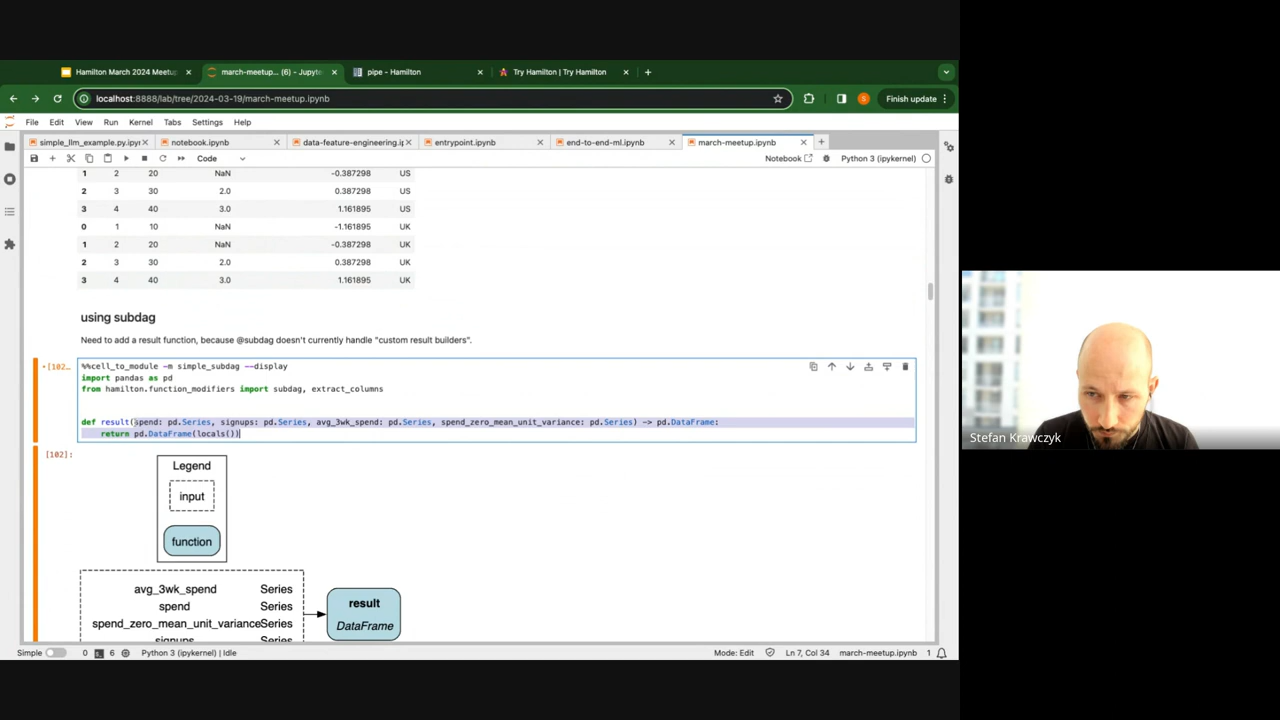 Hamilton March 2024 Meetup
march-meetup... (6) - Jupyte
pipe - Hamilton
Try Hamilton | Try Hamilton
localhost:8888/lab/tree/2024-03-19/march-meetup.ipynb
S
Finish update
File Edit View Run Kernel Tabs Settings Help
simple_llm_example.py.ipyn
notebook.ipynb
data-feature-engineering.ip
entrypoint.ipynb
end-to-end-ml.ipynb
march-meetup.ipynb
Code
Notebook
Python 3 (ipykernel)
1 2 20 NaN -0.387298 US
2 3 30 2.0 0.387298 US
3 4 40 3.0 1.161895 US
0 1 10 NaN -1.161895 UK
1 2 20 NaN -0.387298 UK
2 3 30 2.0 0.387298 UK
3 4 40 3.0 1.161895 UK
using subdag
Need to add a result function, because @subdag doesn't currently handle "custom result builders".
[102...
%%cell_to_module -m simple_subdag --display
import pandas as pd
from hamilton.function_modifiers import subdag, extract_columns
def result(spend: pd.Series, signups: pd.Series, avg_3wk_spend: pd.Series, spend_zero_mean_unit_variance: pd.Series) -> pd.DataFrame:
return pd.DataFrame(locals())
[102]:
Legend
input
function
avg_3wk_spend Series
spend Series
spend_zero_mean_unit_variance Series
signups Series
result
DataFrame
Simple 0 6 Python 3 (ipykernel) | Idle
Mode: Edit Ln 7, Col 34 march-meetup.ipynb 1
Stefan Krawczyk